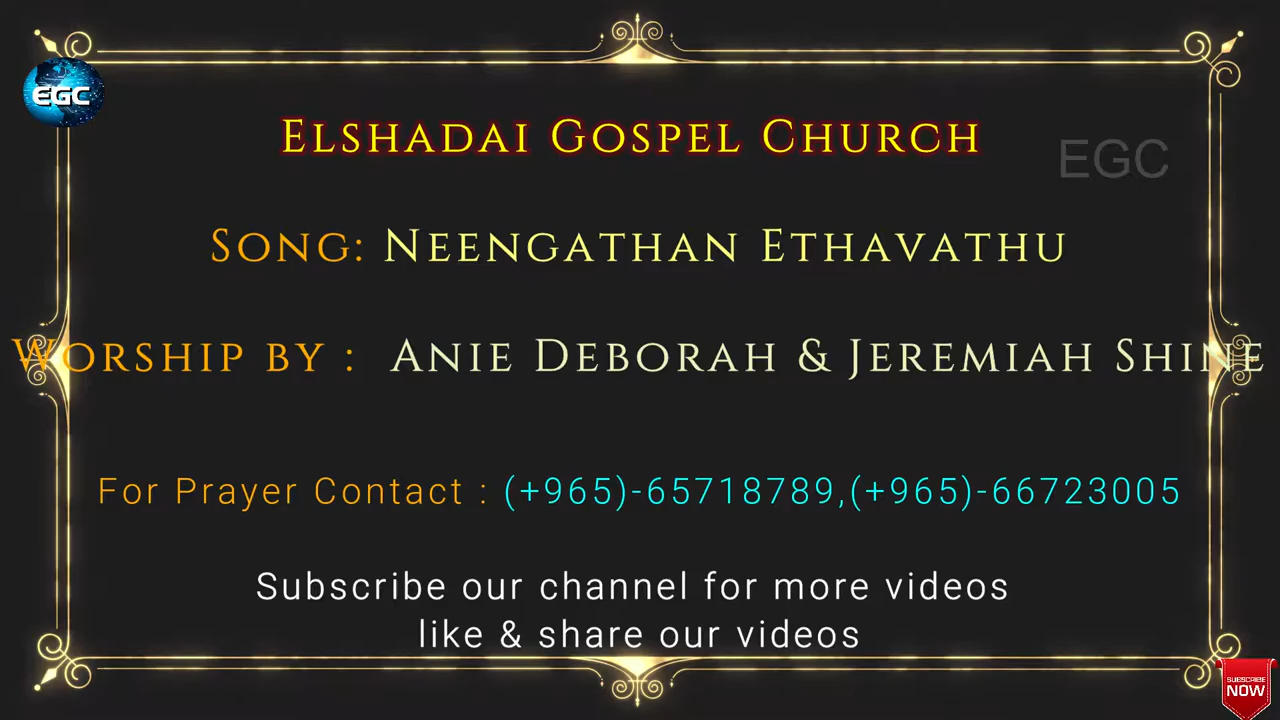 EGC
Elshadai Gospel Church
EGC
Song: Neengathan Ethavathu
Worship by : Anie Deborah & Jeremiah Shine
For Prayer Contact : (+965)-65718789,(+965)-66723005
Subscribe our channel for more videos
like & share our videos
SUBSCRIBE
NOW